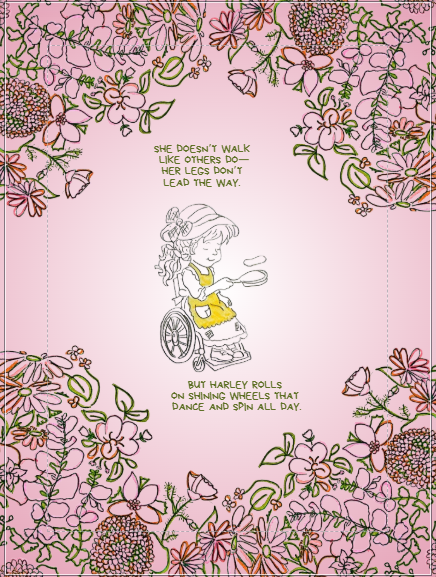 SHE DOESN'T WALK
LIKE OTHERS DO—
HER LEGS DON'T
LEAD THE WAY.
BUT HARLEY ROLLS
ON SHINING WHEELS THAT
DANCE AND SPIN ALL DAY.